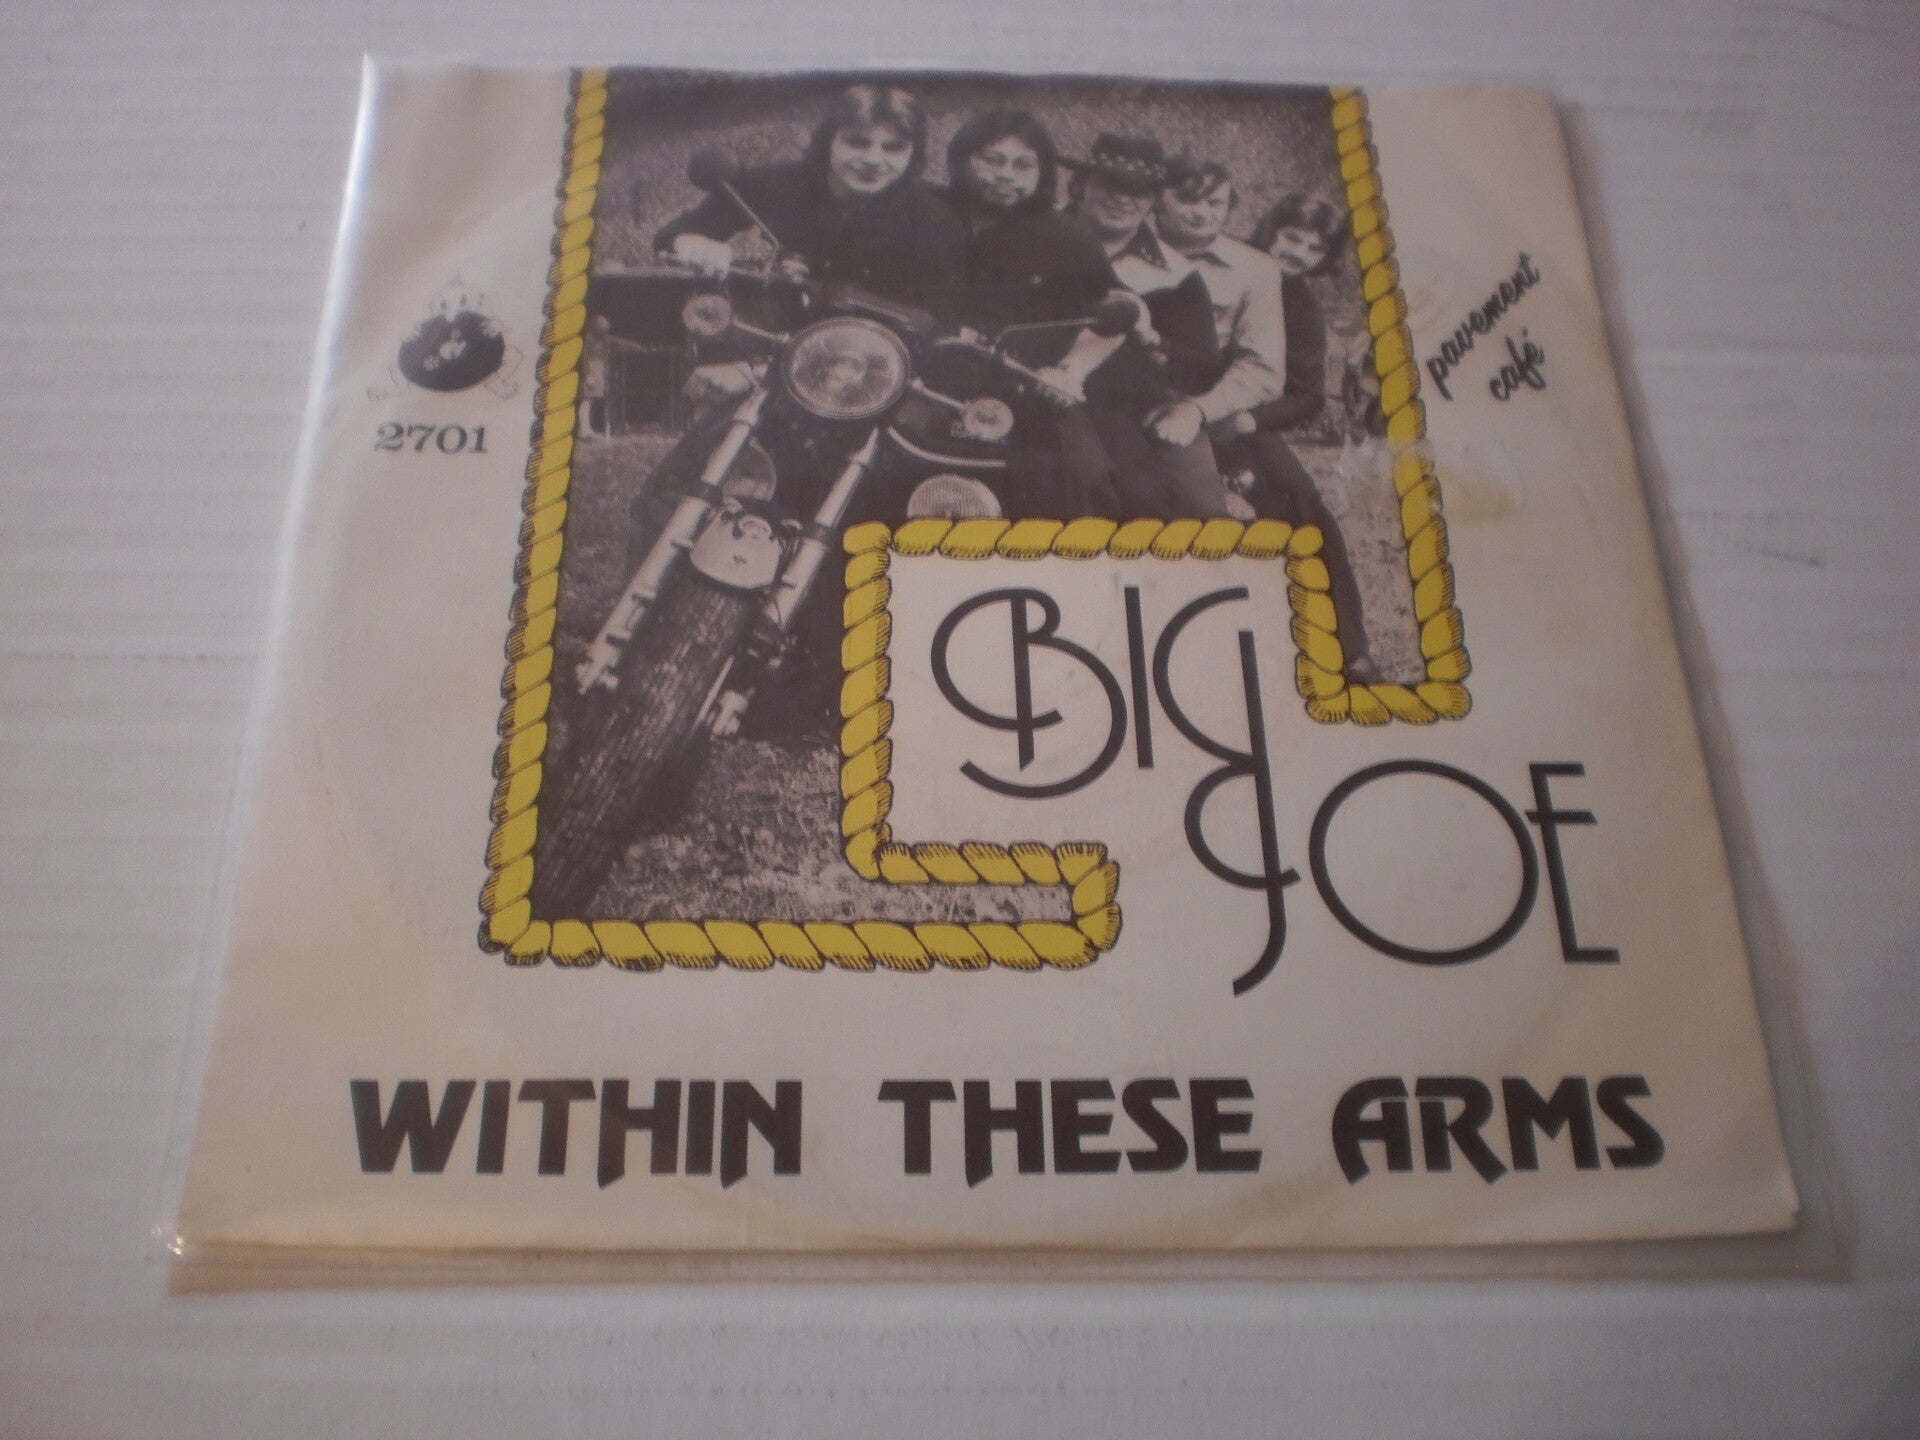 pavement
café
2701
BIG
JOE
WITHIN THESE ARMS